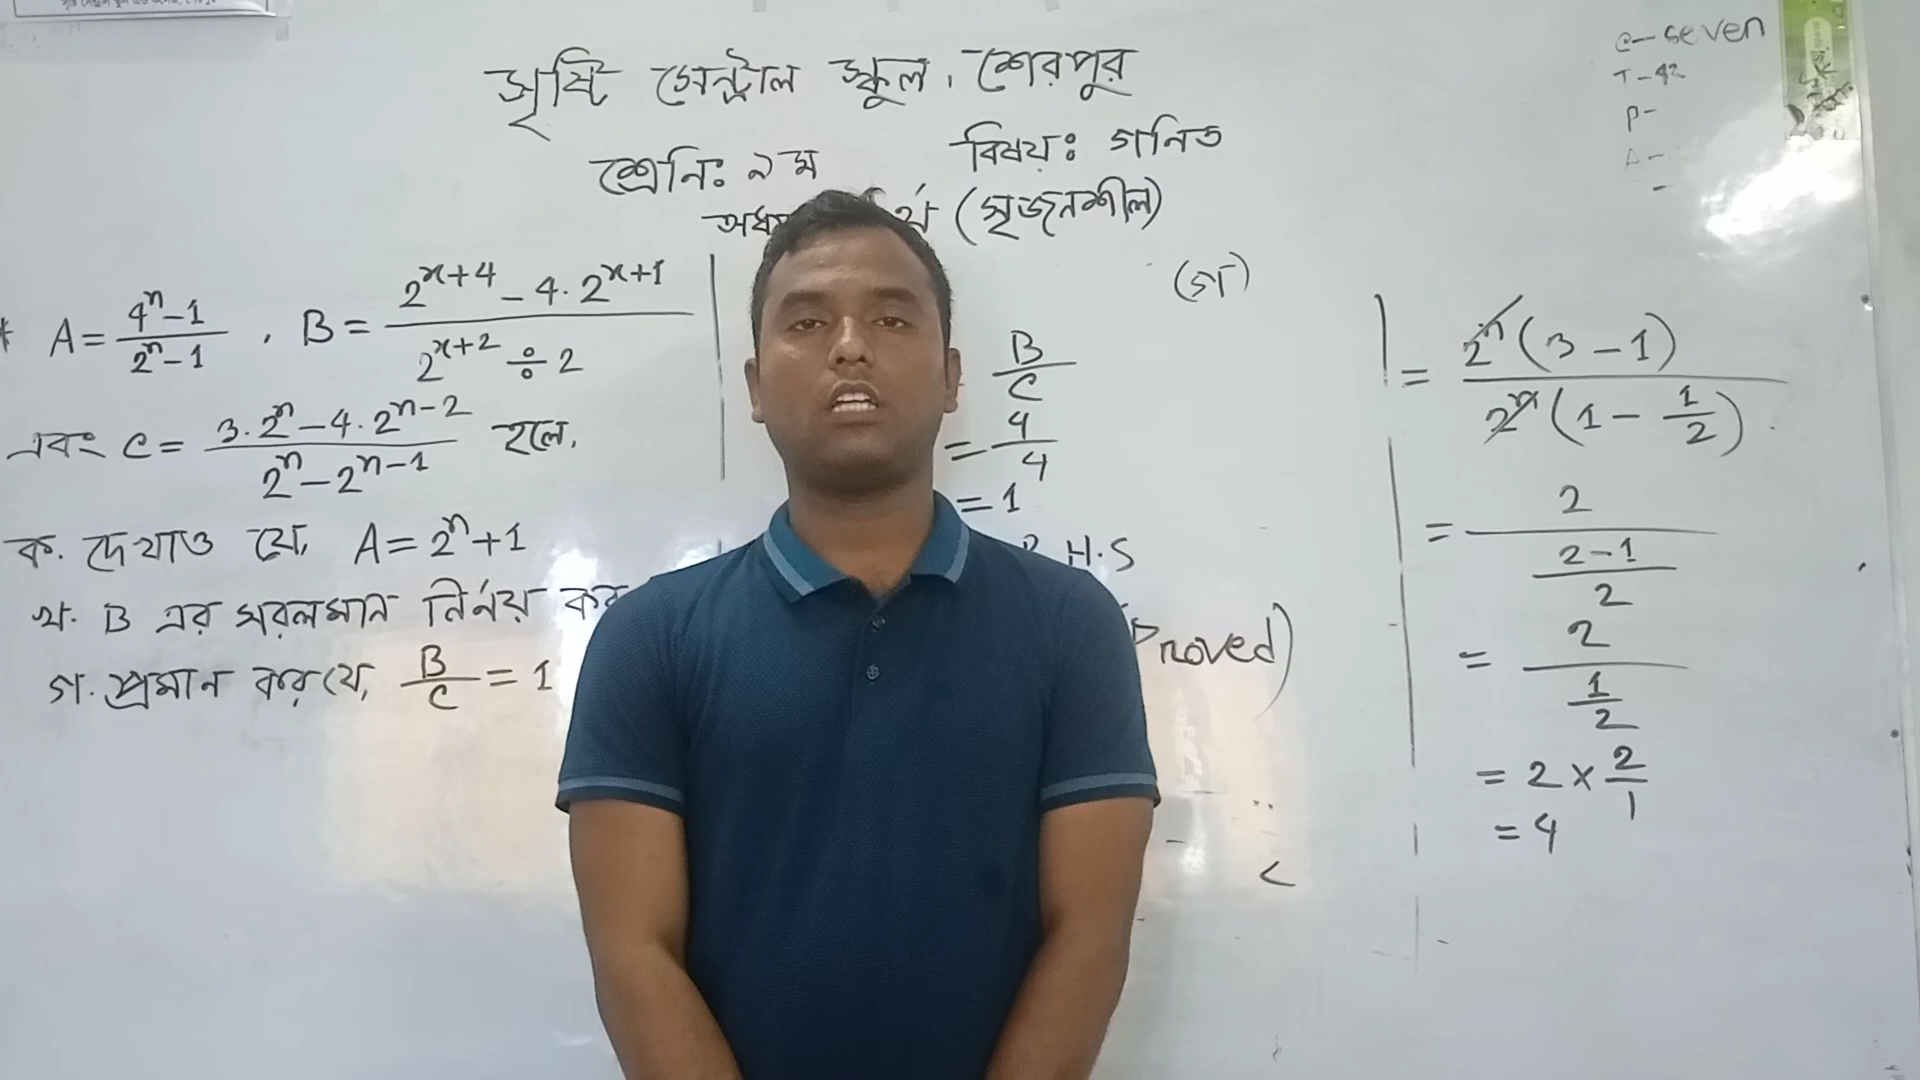 সৃষ্টি সেন্ট্রাল স্কুল, শেরপুর
শ্রেনিঃ ৯ম বিষয়ঃ গনিত
(সৃজনশীল)
* A = (4^n - 1)/(2^n - 1) , B = (2^(x+4) - 4.2^(x+1))/(2^(x+2) ÷ 2)
এবং C = (3.2^n - 4.2^(n-2))/(2^n - 2^(n-1)) হলে,
ক. দেখাও যে, A = 2^n + 1
খ. B এর সরলমান নির্নয় কর
গ. প্রমান কর যে, B/C = 1
(গ)
B/C
= 4/4
= 1
R.H.S
Proved)
= 2^n(3 - 1)/2^n(1 - 1/2)
= 2/((2-1)/2)
= 2/(1/2)
= 2 × 2/1
= 4
C - seven
T - 42
P -